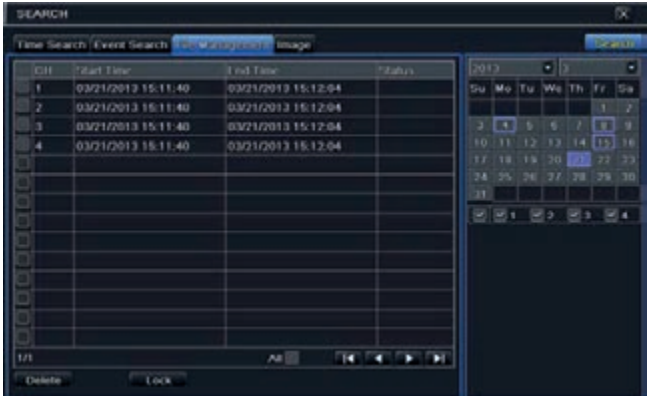 SEARCH
Time Search Event Search File Management Image Search
CH Start Time End Time Status
1 03/21/2013 15:11:40 03/21/2013 15:12:04
2 03/21/2013 15:11:40 03/21/2013 15:12:04
3 03/21/2013 15:11:40 03/21/2013 15:12:04
4 03/21/2013 15:11:40 03/21/2013 15:12:04
1/1 All
Delete Lock
2013 3
Su Mo Tu We Th Fr Sa
1 2
3 4 5 6 7 8 9
10 11 12 13 14 15 16
17 18 19 20 21 22 23
24 25 26 27 28 29 30
31
1 2 3 4